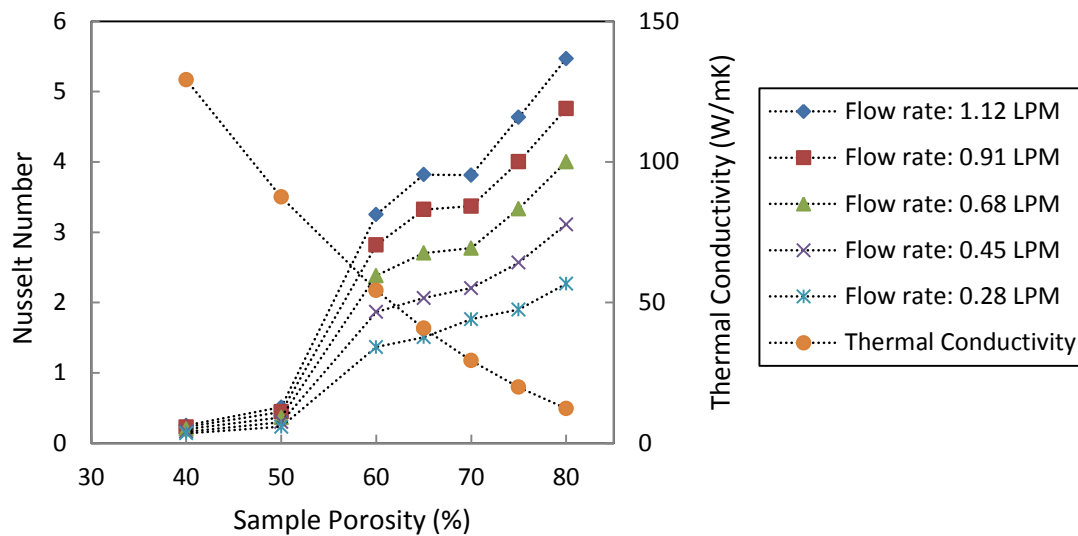 6
5
4
3
2
1
0
Nusselt Number
30
40
50
60
70
80
Sample Porosity (%)
150
100
50
0
Thermal Conductivity (W/mK)
Flow rate: 1.12 LPM
Flow rate: 0.91 LPM
Flow rate: 0.68 LPM
Flow rate: 0.45 LPM
Flow rate: 0.28 LPM
Thermal Conductivity